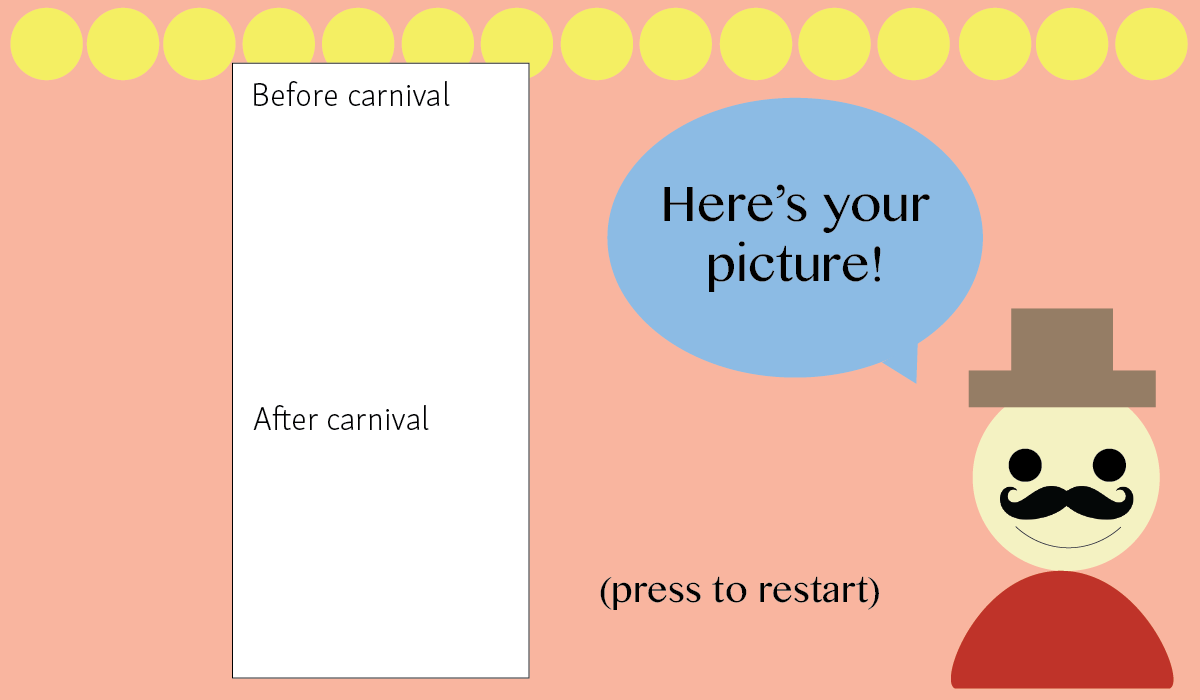 Before carnival
Here’s your
picture!
After carnival
(press to restart)